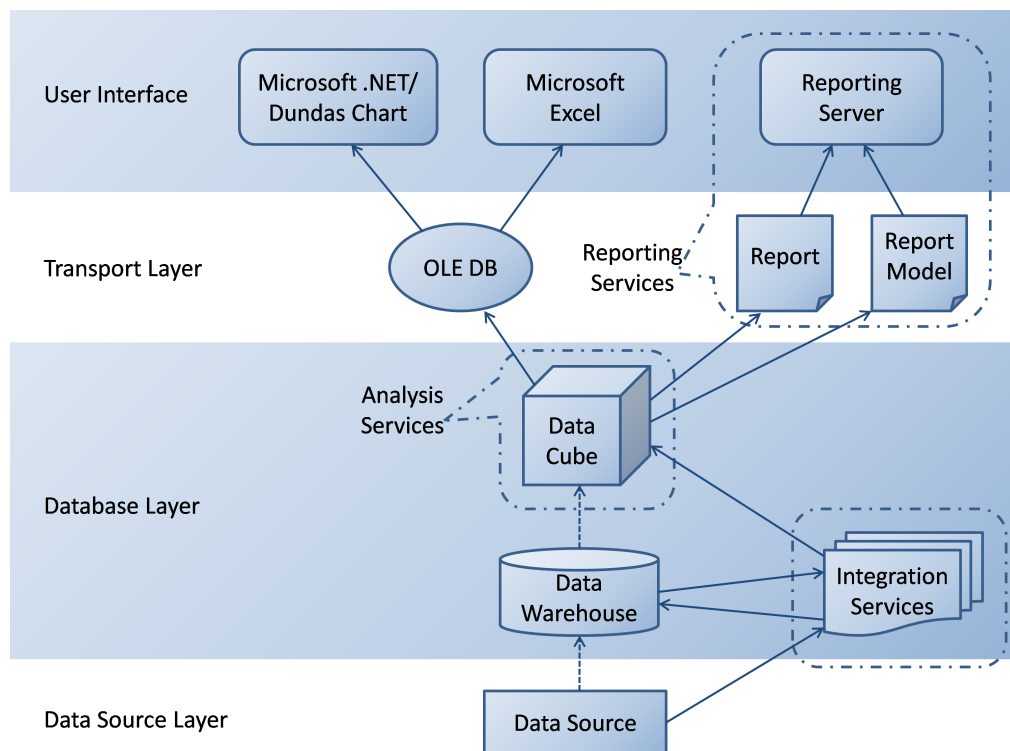 User Interface
Microsoft .NET/
Dundas Chart
Microsoft
Excel
Reporting
Server
Transport Layer
OLE DB
Reporting
Services
Report
Report
Model
Analysis
Services
Data
Cube
Database Layer
Data
Warehouse
Integration
Services
Data Source Layer
Data Source